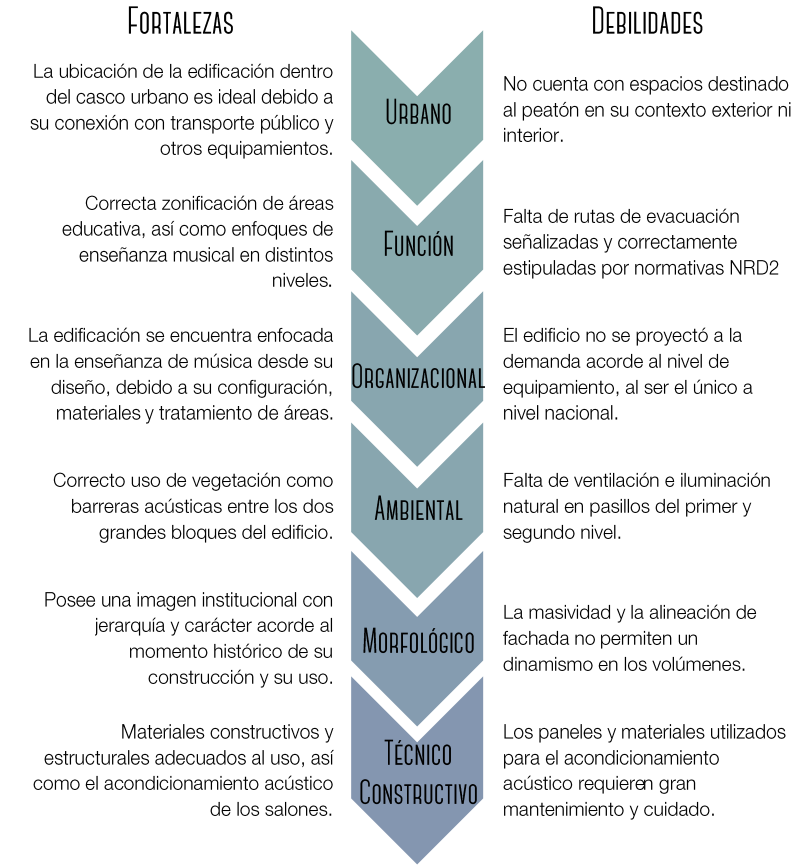 FORTALEZAS
DEBILIDADES
La ubicación de la edificación dentro
del casco urbano es ideal debido a
su conexión con transporte público y
otros equipamientos.
URBANO
No cuenta con espacios destinado
al peatón en su contexto exterior ni
interior.
Correcta zonificación de áreas
educativa, así como enfoques de
enseñanza musical en distintos
niveles.
FUNCIÓN
Falta de rutas de evacuación
señalizadas y correctamente
estipuladas por normativas NRD2
La edificación se encuentra enfocada
en la enseñanza de música desde su
diseño, debido a su configuración,
materiales y tratamiento de áreas.
ORGANIZACIONAL
El edificio no se proyectó a la
demanda acorde al nivel de
equipamiento, al ser el único a
nivel nacional.
Correcto uso de vegetación como
barreras acústicas entre los dos
grandes bloques del edificio.
AMBIENTAL
Falta de ventilación e iluminación
natural en pasillos del primer y
segundo nivel.
Posee una imagen institucional con
jerarquía y carácter acorde al
momento histórico de su
construcción y su uso.
MORFOLÓGICO
La masividad y la alineación de
fachada no permiten un
dinamismo en los volúmenes.
Materiales constructivos y
estructurales adecuados al uso, así
como el acondicionamiento acústico
de los salones.
TÉCNICO
CONSTRUCTIVO
Los paneles y materiales utilizados
para el acondicionamiento
acústico requieren gran
mantenimiento y cuidado.